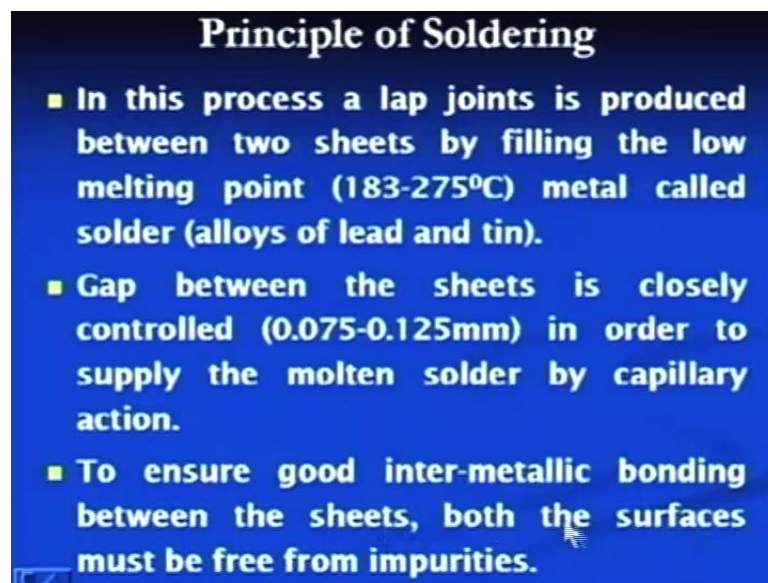 Principle of Soldering
In this process a lap joints is produced
between two sheets by filling the low
melting point (183-275⁰C) metal called
solder (alloys of lead and tin).
Gap between the sheets is closely
controlled (0.075-0.125mm) in order to
supply the molten solder by capillary
action.
To ensure good inter-metallic bonding
between the sheets, both the surfaces
must be free from impurities.